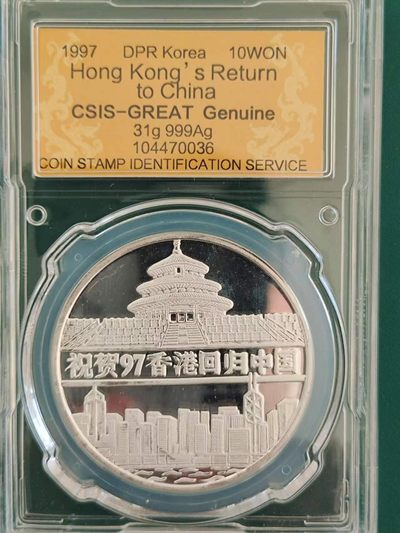 1997 DPR Korea 10WON
Hong Kong's Return
to China
CSIS-GREAT Genuine
31g 999Ag
104470036
COIN STAMP IDENTIFICATION SERVICE
祝贺97香港回归中国